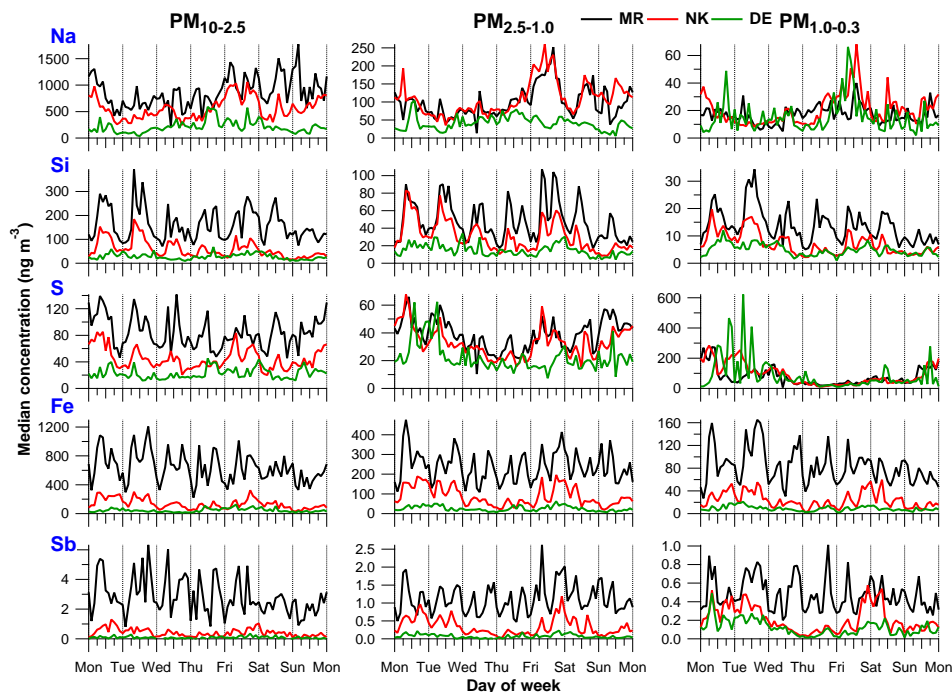 PM10-2.5 PM2.5-1.0 MR NK DE PM1.0-0.3
Na
1500 1000 500 0
250 200 150 100 50 0
60 40 20 0
Si
300 200 100 0
100 80 60 40 20 0
30 20 10 0
S
120 80 40 0
60 40 20 0
600 400 200 0
Fe
1200 800 400 0
400 300 200 100 0
160 120 80 40 0
Sb
4 2 0
2.5 2.0 1.5 1.0 0.5 0.0
1.0 0.8 0.6 0.4 0.2 0.0
Median concentration (ng m-3)
Mon Tue Wed Thu Fri Sat Sun Mon
Mon Tue Wed Thu Fri Sat Sun Mon
Mon Tue Wed Thu Fri Sat Sun Mon
Day of week